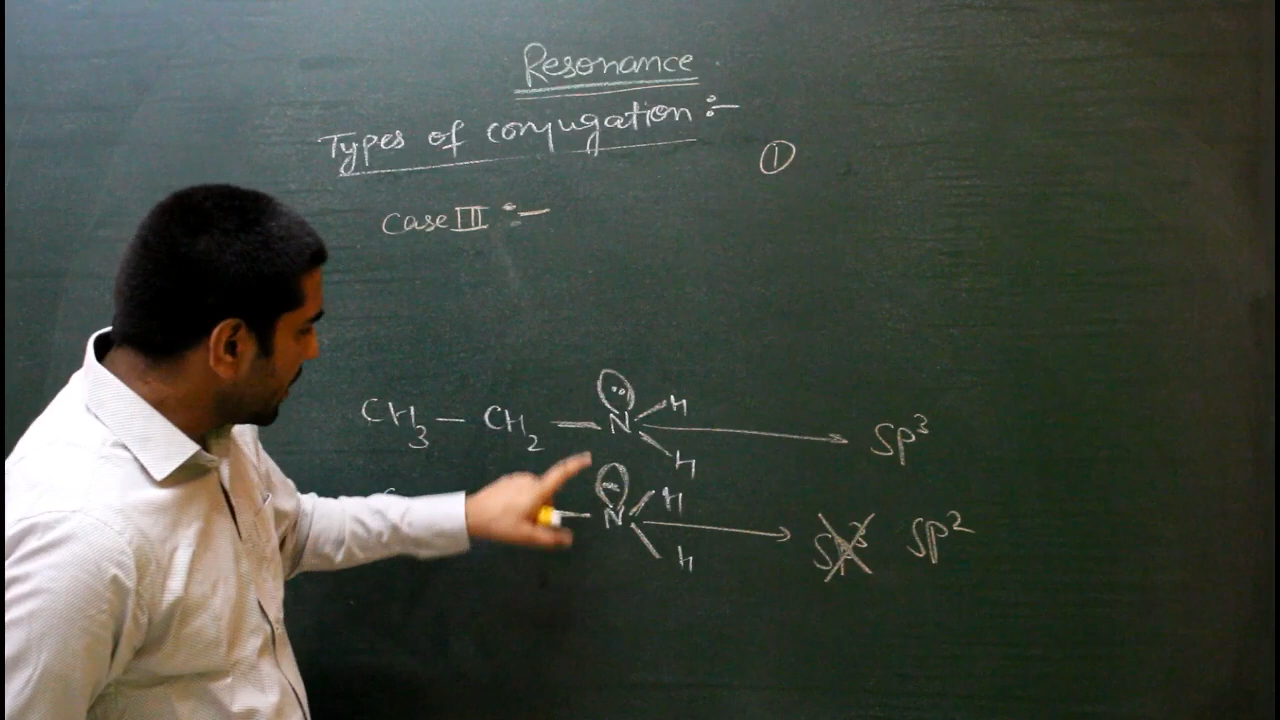 Resonance
Types of conjugation :-
①
Case III :-
CH3 - CH2 - N H → sp3
H
N H → sp3 sp2
H